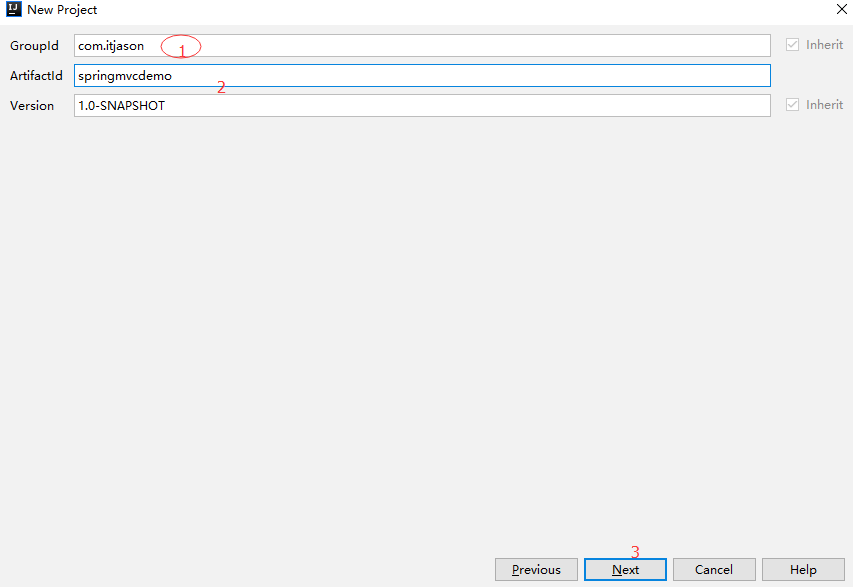 IJ New Project
GroupId com.itjason 1 Inherit
ArtifactId springmvcdemo
2
Version 1.0-SNAPSHOT Inherit
3
Previous Next Cancel Help